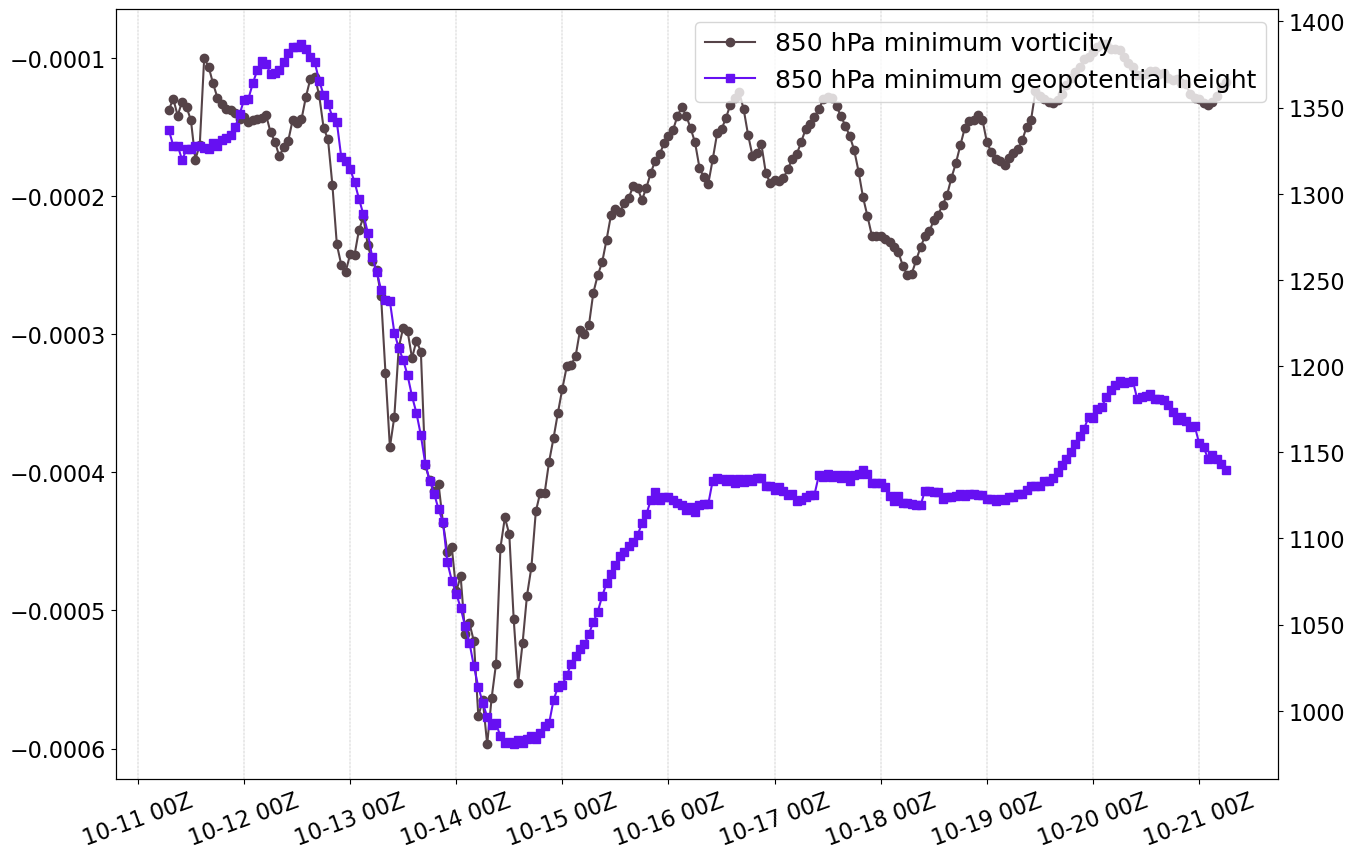 850 hPa minimum vorticity
850 hPa minimum geopotential height
−0.0001
−0.0002
−0.0003
−0.0004
−0.0005
−0.0006
1400
1350
1300
1250
1200
1150
1100
1050
1000
10-11 00Z
10-12 00Z
10-13 00Z
10-14 00Z
10-15 00Z
10-16 00Z
10-17 00Z
10-18 00Z
10-19 00Z
10-20 00Z
10-21 00Z